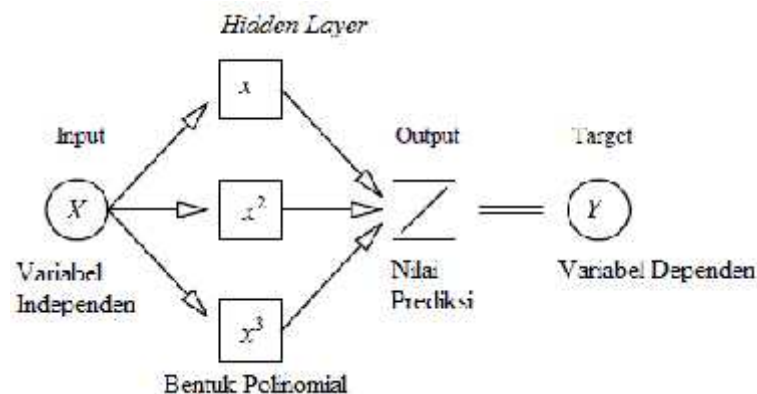 Hidden Layer
x
Input
Output
Target
X
x²
Y
Variabel
Independen
Nilai
Prediksi
Variabel Dependen
x³
Bentuk Polinomial